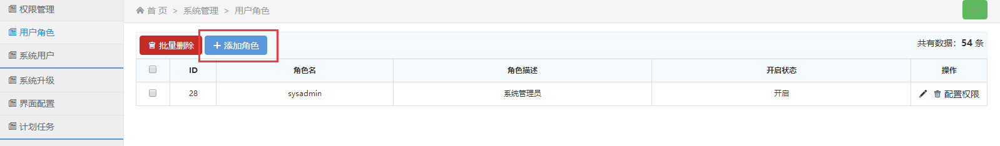 权限管理
用户角色
系统用户
系统升级
界面配置
计划任务
首 页 > 系统管理 > 用户角色
批量删除 添加角色 共有数据：54 条
ID 角色名 角色描述 开启状态 操作
28 sysadmin 系统管理员 开启 配置权限